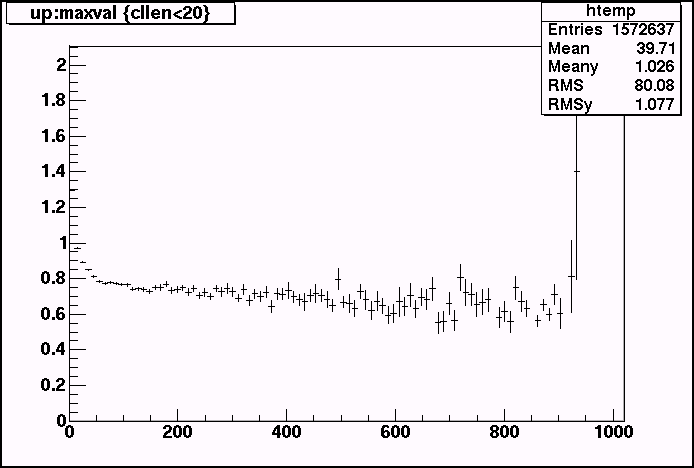 up:maxval {cllen<20}
htemp
Entries 1572637
Mean 39.71
Meany 1.026
RMS 80.08
RMSy 1.077
2
1.8
1.6
1.4
1.2
1
0.8
0.6
0.4
0.2
0
0 200 400 600 800 1000